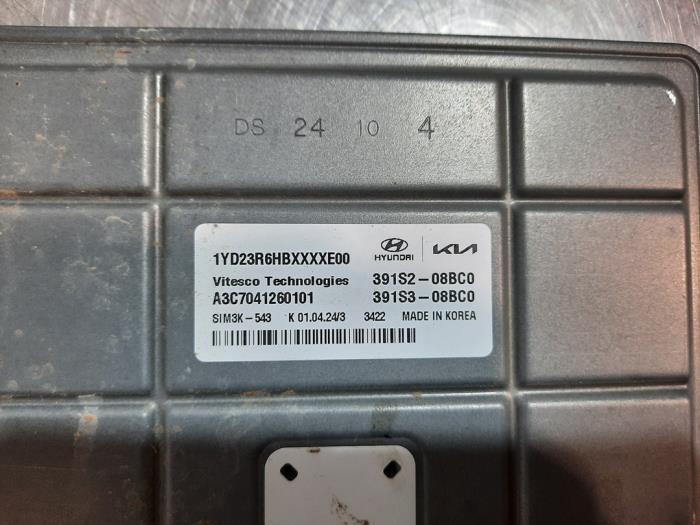 DS 24 10 4
1YD23R6HBXXXXE00 HYUNDAI KIA
Vitesco Technologies 391S2-08BC0
A3C7041260101 391S3-08BC0
SIM3K-543 K 01.04.24/3 3422 MADE IN KOREA